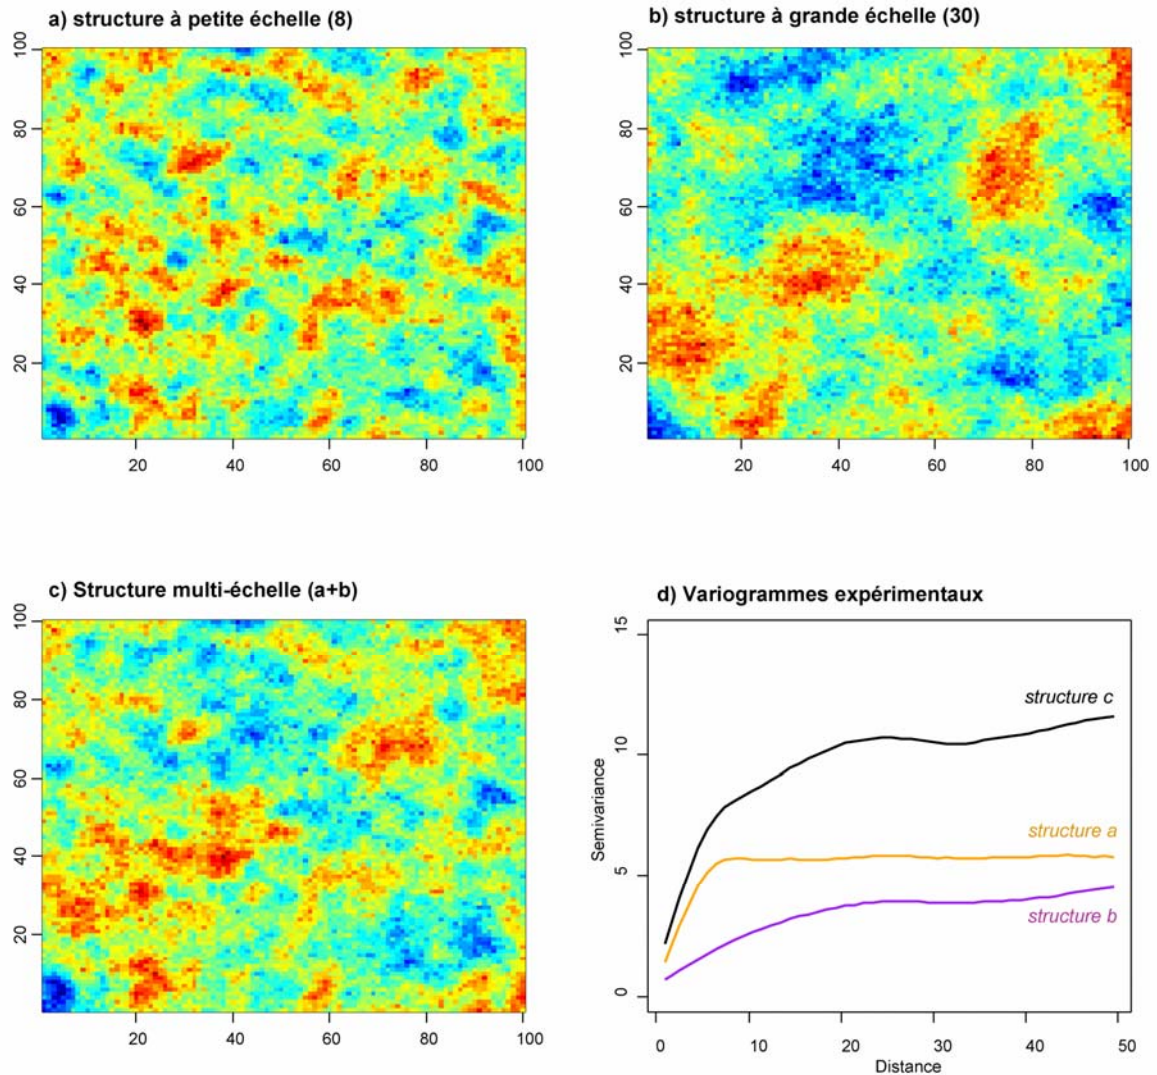 a) structure à petite échelle (8)
100
80
60
40
20
20 40 60 80 100
b) structure à grande échelle (30)
100
80
60
40
20
20 40 60 80 100
c) Structure multi-échelle (a+b)
100
80
60
40
20
20 40 60 80 100
d) Variogrammes expérimentaux
15
10
5
0
Semivariance
structure c
structure a
structure b
0 10 20 30 40 50
Distance